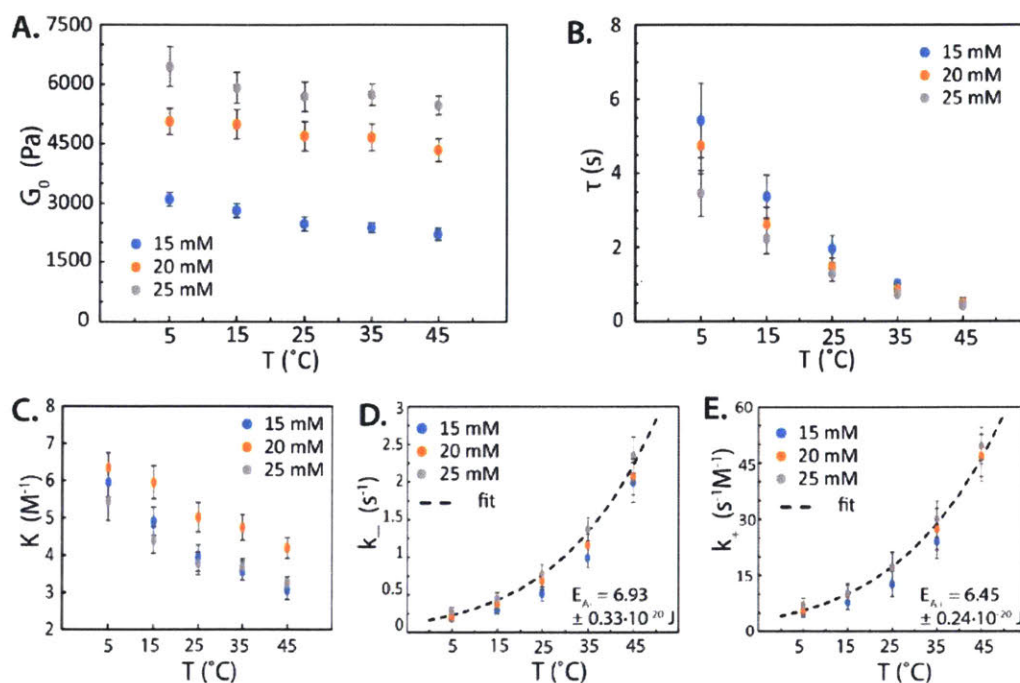 A.
7500
6000
4500
3000
1500
0
G₀ (Pa)
15 mM
20 mM
25 mM
5 15 25 35 45
T (°C)
B.
8
6
4
2
0
τ (s)
15 mM
20 mM
25 mM
5 15 25 35 45
T (°C)
C.
8
7
6
5
4
3
2
K (M⁻¹)
15 mM
20 mM
25 mM
5 15 25 35 45
T (°C)
D.
3
2.5
2
1.5
1
0.5
0
k₋ (s⁻¹)
15 mM
20 mM
25 mM
fit
E_A- = 6.93
± 0.33·10⁻²⁰ J
5 15 25 35 45
T (°C)
E.
60
45
30
15
0
k₊ (s⁻¹M⁻¹)
15 mM
20 mM
25 mM
fit
E_A+ = 6.45
± 0.24·10⁻²⁰ J
5 15 25 35 45
T (°C)